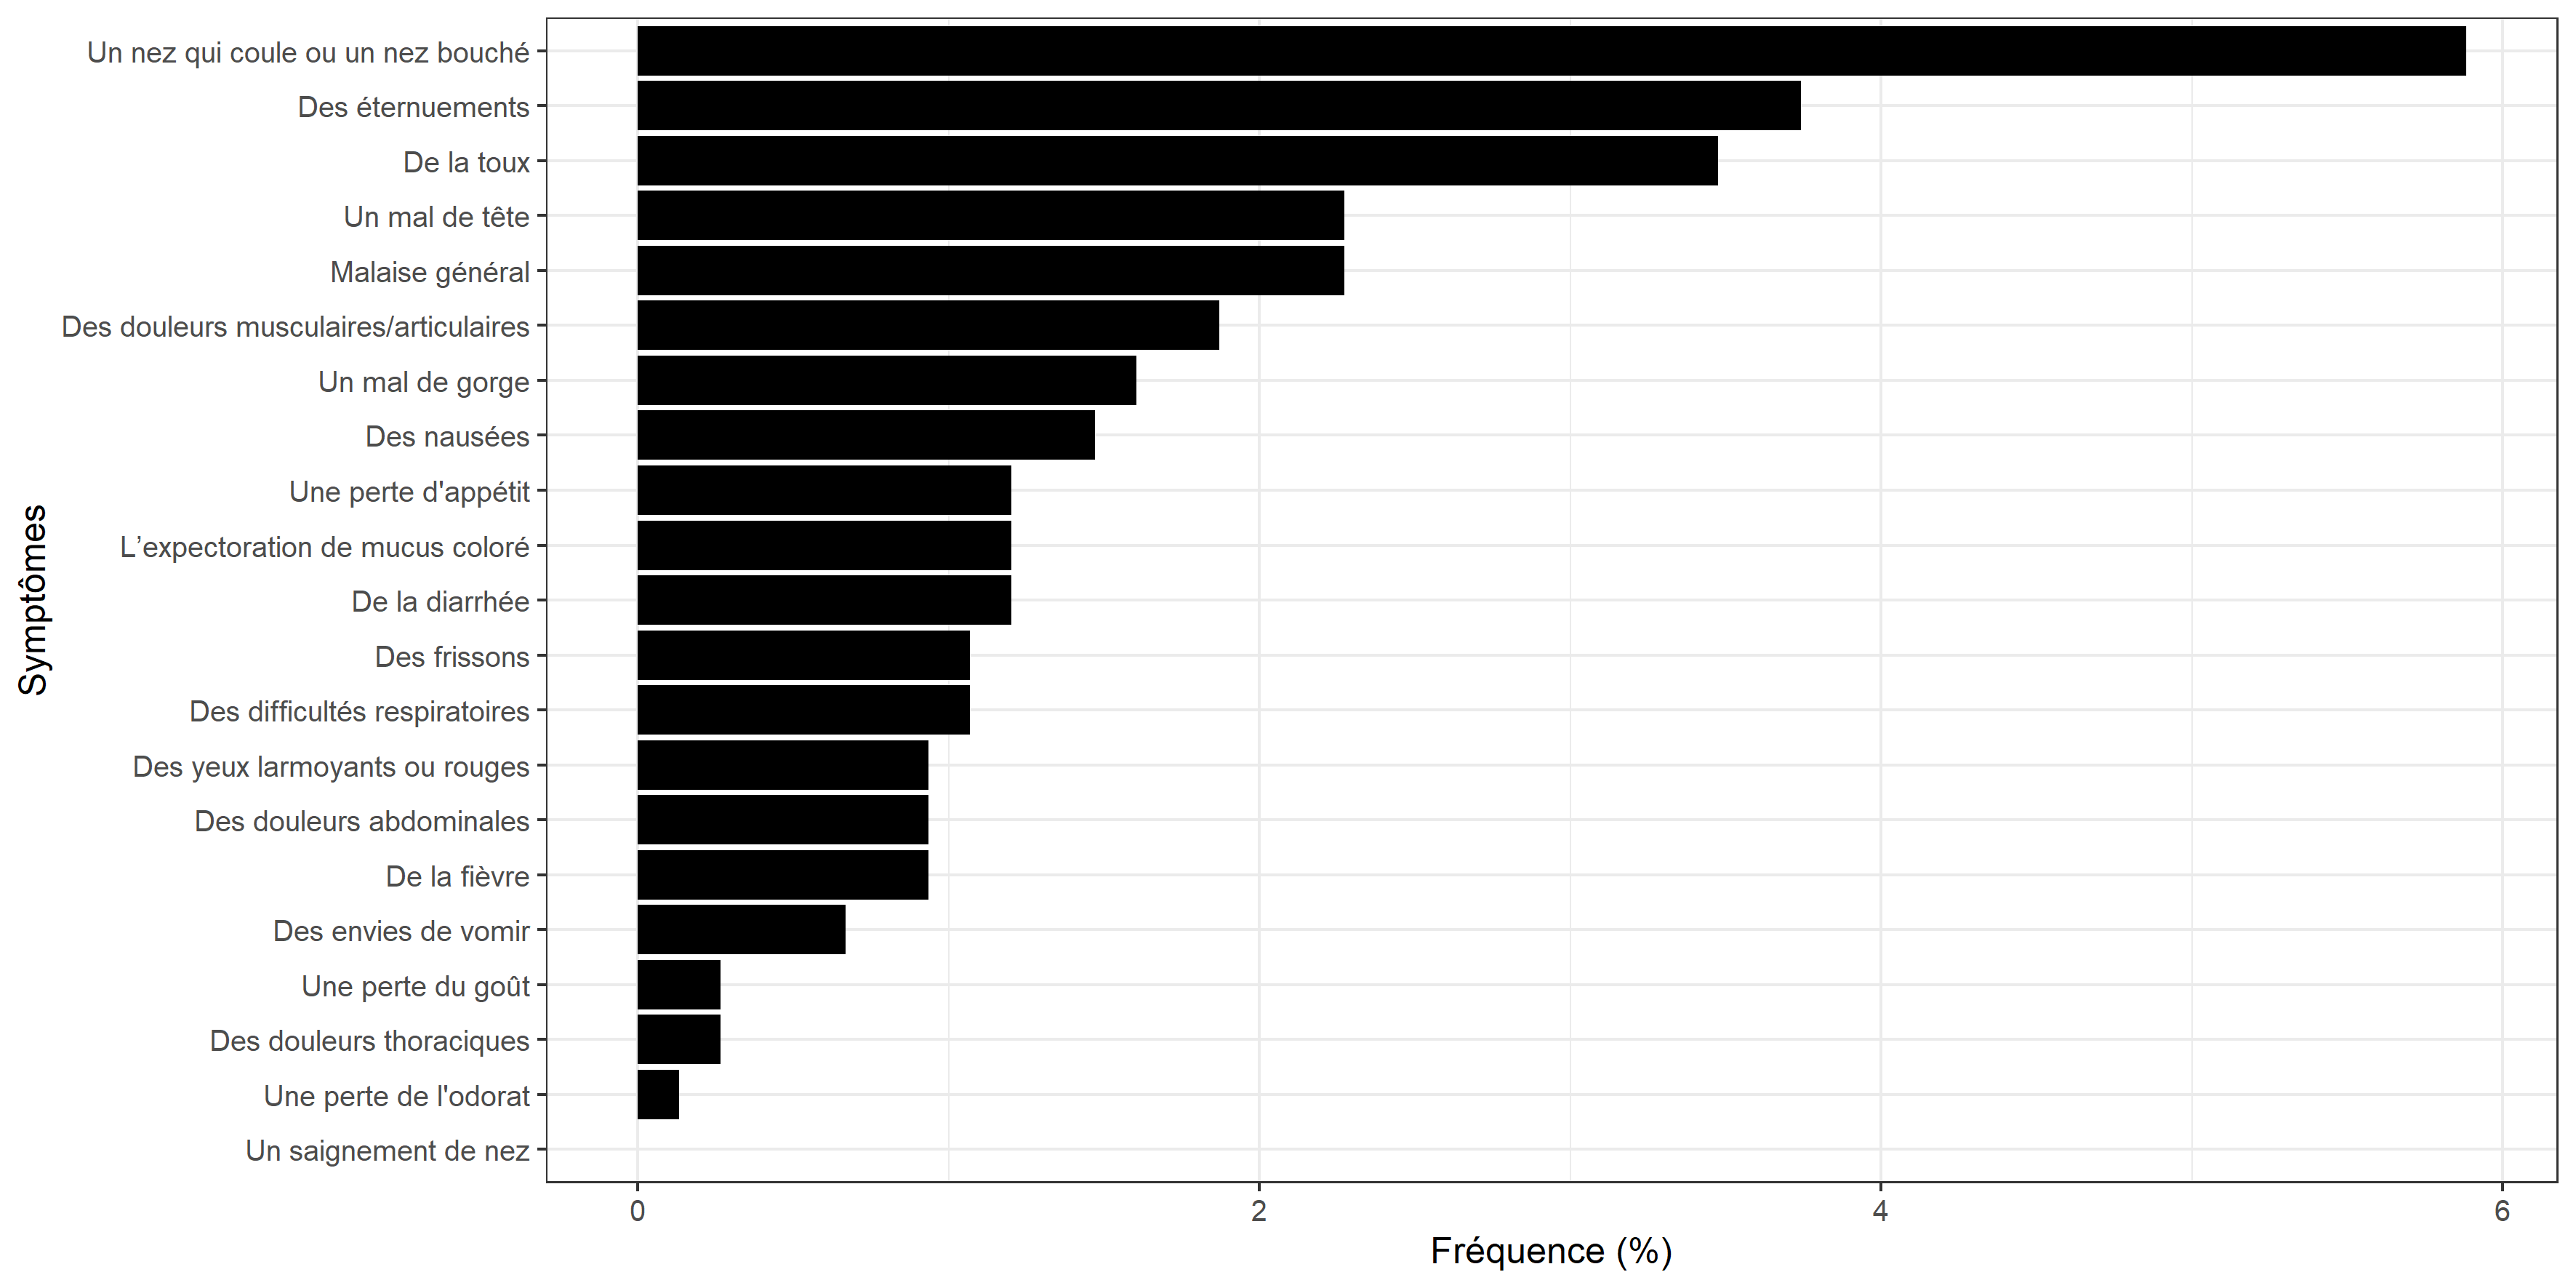 Un nez qui coule ou un nez bouché
Des éternuements
De la toux
Un mal de tête
Malaise général
Des douleurs musculaires/articulaires
Un mal de gorge
Des nausées
Une perte d'appétit
L’expectoration de mucus coloré
De la diarrhée
Des frissons
Des difficultés respiratoires
Des yeux larmoyants ou rouges
Des douleurs abdominales
De la fièvre
Des envies de vomir
Une perte du goût
Des douleurs thoraciques
Une perte de l'odorat
Un saignement de nez
Symptômes
0 2 4 6
Fréquence (%)